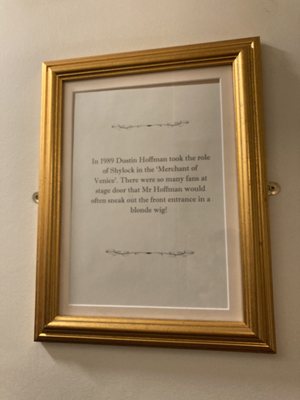 In 1989 Dustin Hoffman took the role
of Shylock in the 'Merchant of
Venice'. There were so many fans at
stage door that Mr Hoffman would
often sneak out the front entrance in a
blonde wig!